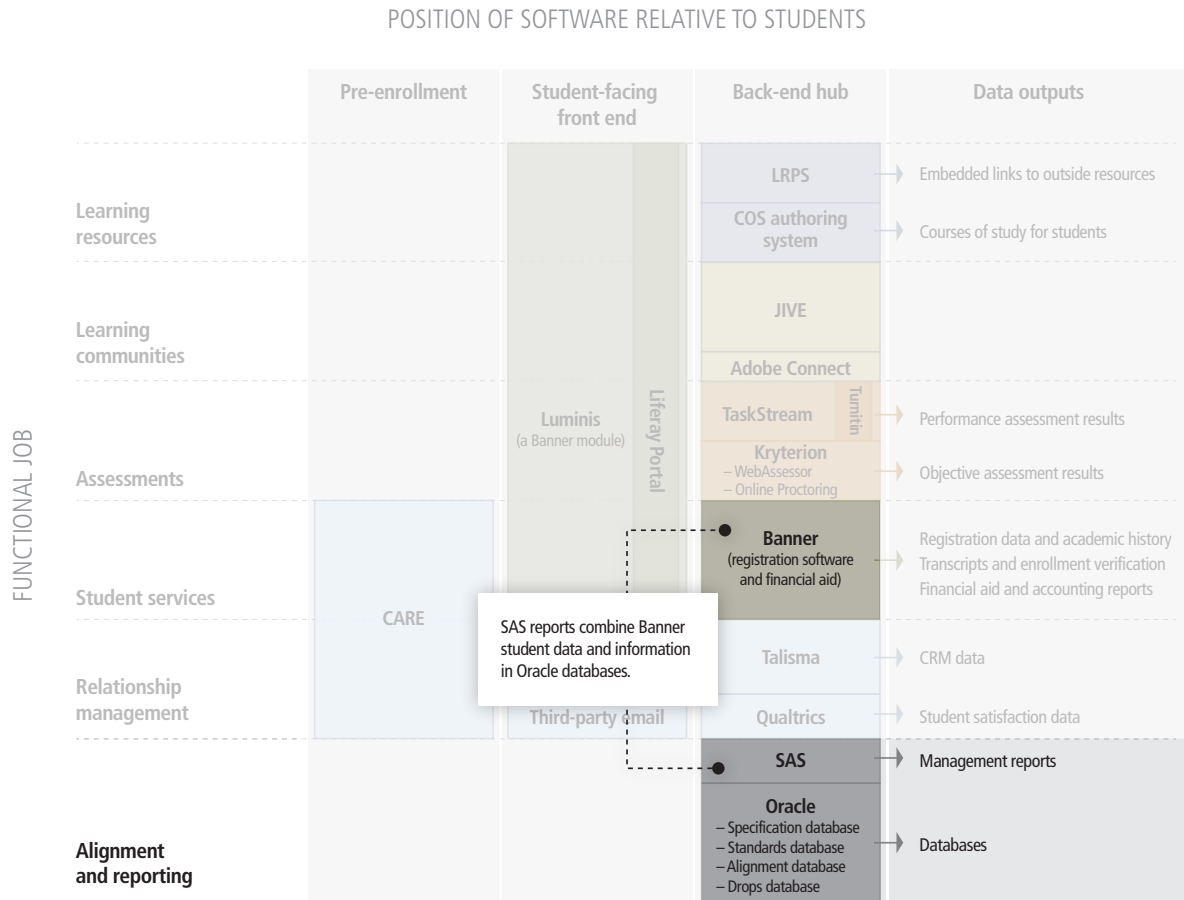 POSITION OF SOFTWARE RELATIVE TO STUDENTS
Pre-enrollment
Student-facing
front end
Back-end hub
Data outputs
FUNCTIONAL JOB
Learning
resources
LRPS
Embedded links to outside resources
COS authoring
system
Courses of study for students
Learning
communities
JIVE
Adobe Connect
Assessments
Luminis
(a Banner module)
Liferay Portal
TaskStream
Turnitin
Performance assessment results
Kryterion
– WebAssessor
– Online Proctoring
Objective assessment results
Student services
CARE
Banner
(registration software
and financial aid)
Registration data and academic history
Transcripts and enrollment verification
Financial aid and accounting reports
SAS reports combine Banner
student data and information
in Oracle databases.
Relationship
management
Talisma
CRM data
Third-party email
Qualtrics
Student satisfaction data
Alignment
and reporting
SAS
Management reports
Oracle
– Specification database
– Standards database
– Alignment database
– Drops database
Databases